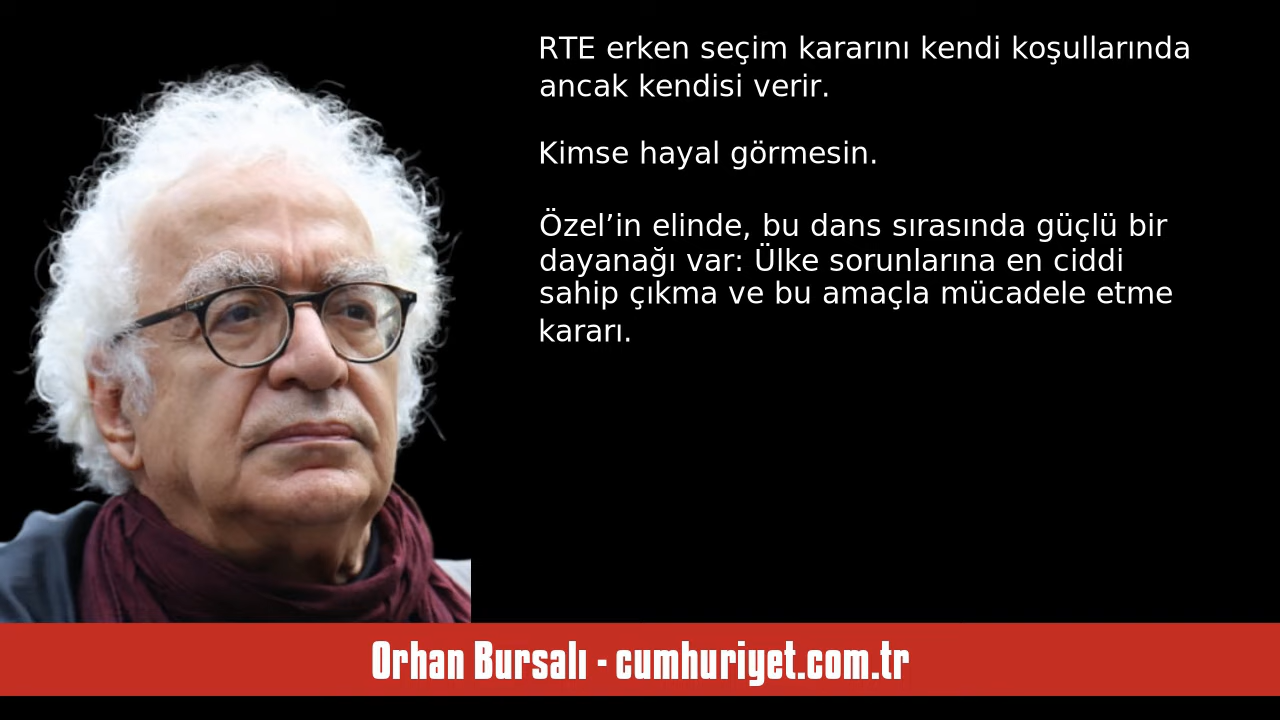 RTE erken seçim kararını kendi koşullarında
ancak kendisi verir.
Kimse hayal görmesin.
Özel’in elinde, bu dans sırasında güçlü bir
dayanağı var: Ülke sorunlarına en ciddi
sahip çıkma ve bu amaçla mücadele etme
kararı.
Orhan Bursalı - cumhuriyet.com.tr